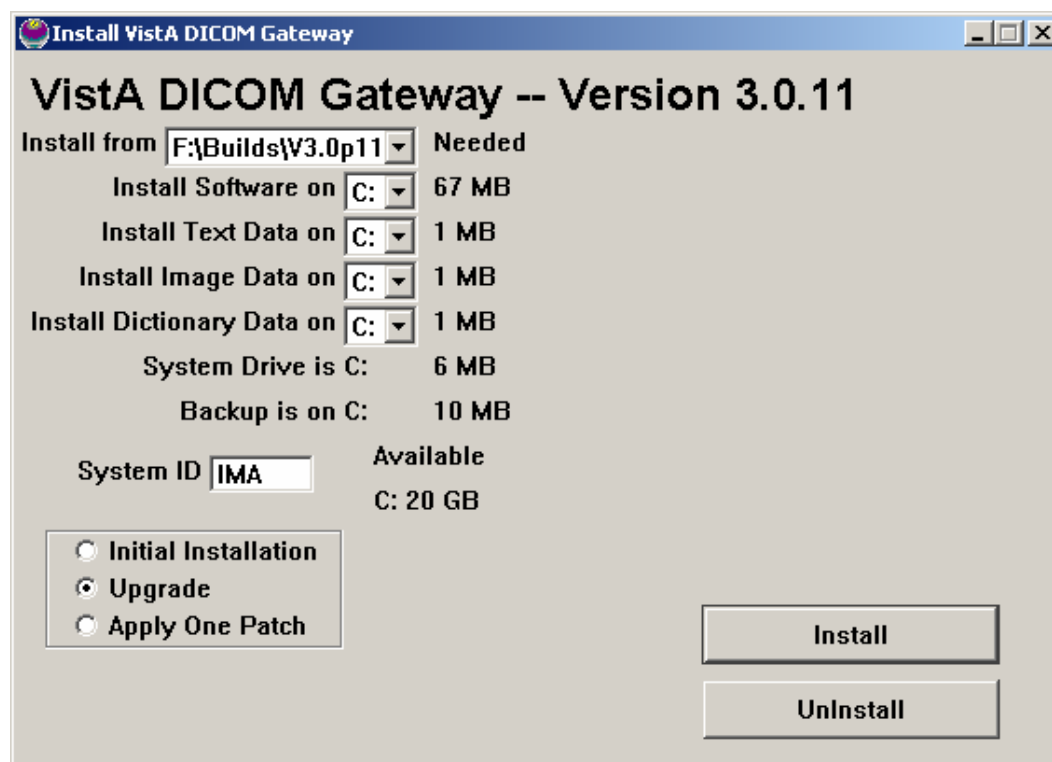 Install VistA DICOM Gateway
VistA DICOM Gateway -- Version 3.0.11
Install from F:\Builds\V3.0p11 Needed
Install Software on C: 67 MB
Install Text Data on C: 1 MB
Install Image Data on C: 1 MB
Install Dictionary Data on C: 1 MB
System Drive is C: 6 MB
Backup is on C: 10 MB
System ID IMA Available
C: 20 GB
Initial Installation
Upgrade
Apply One Patch
Install
UnInstall